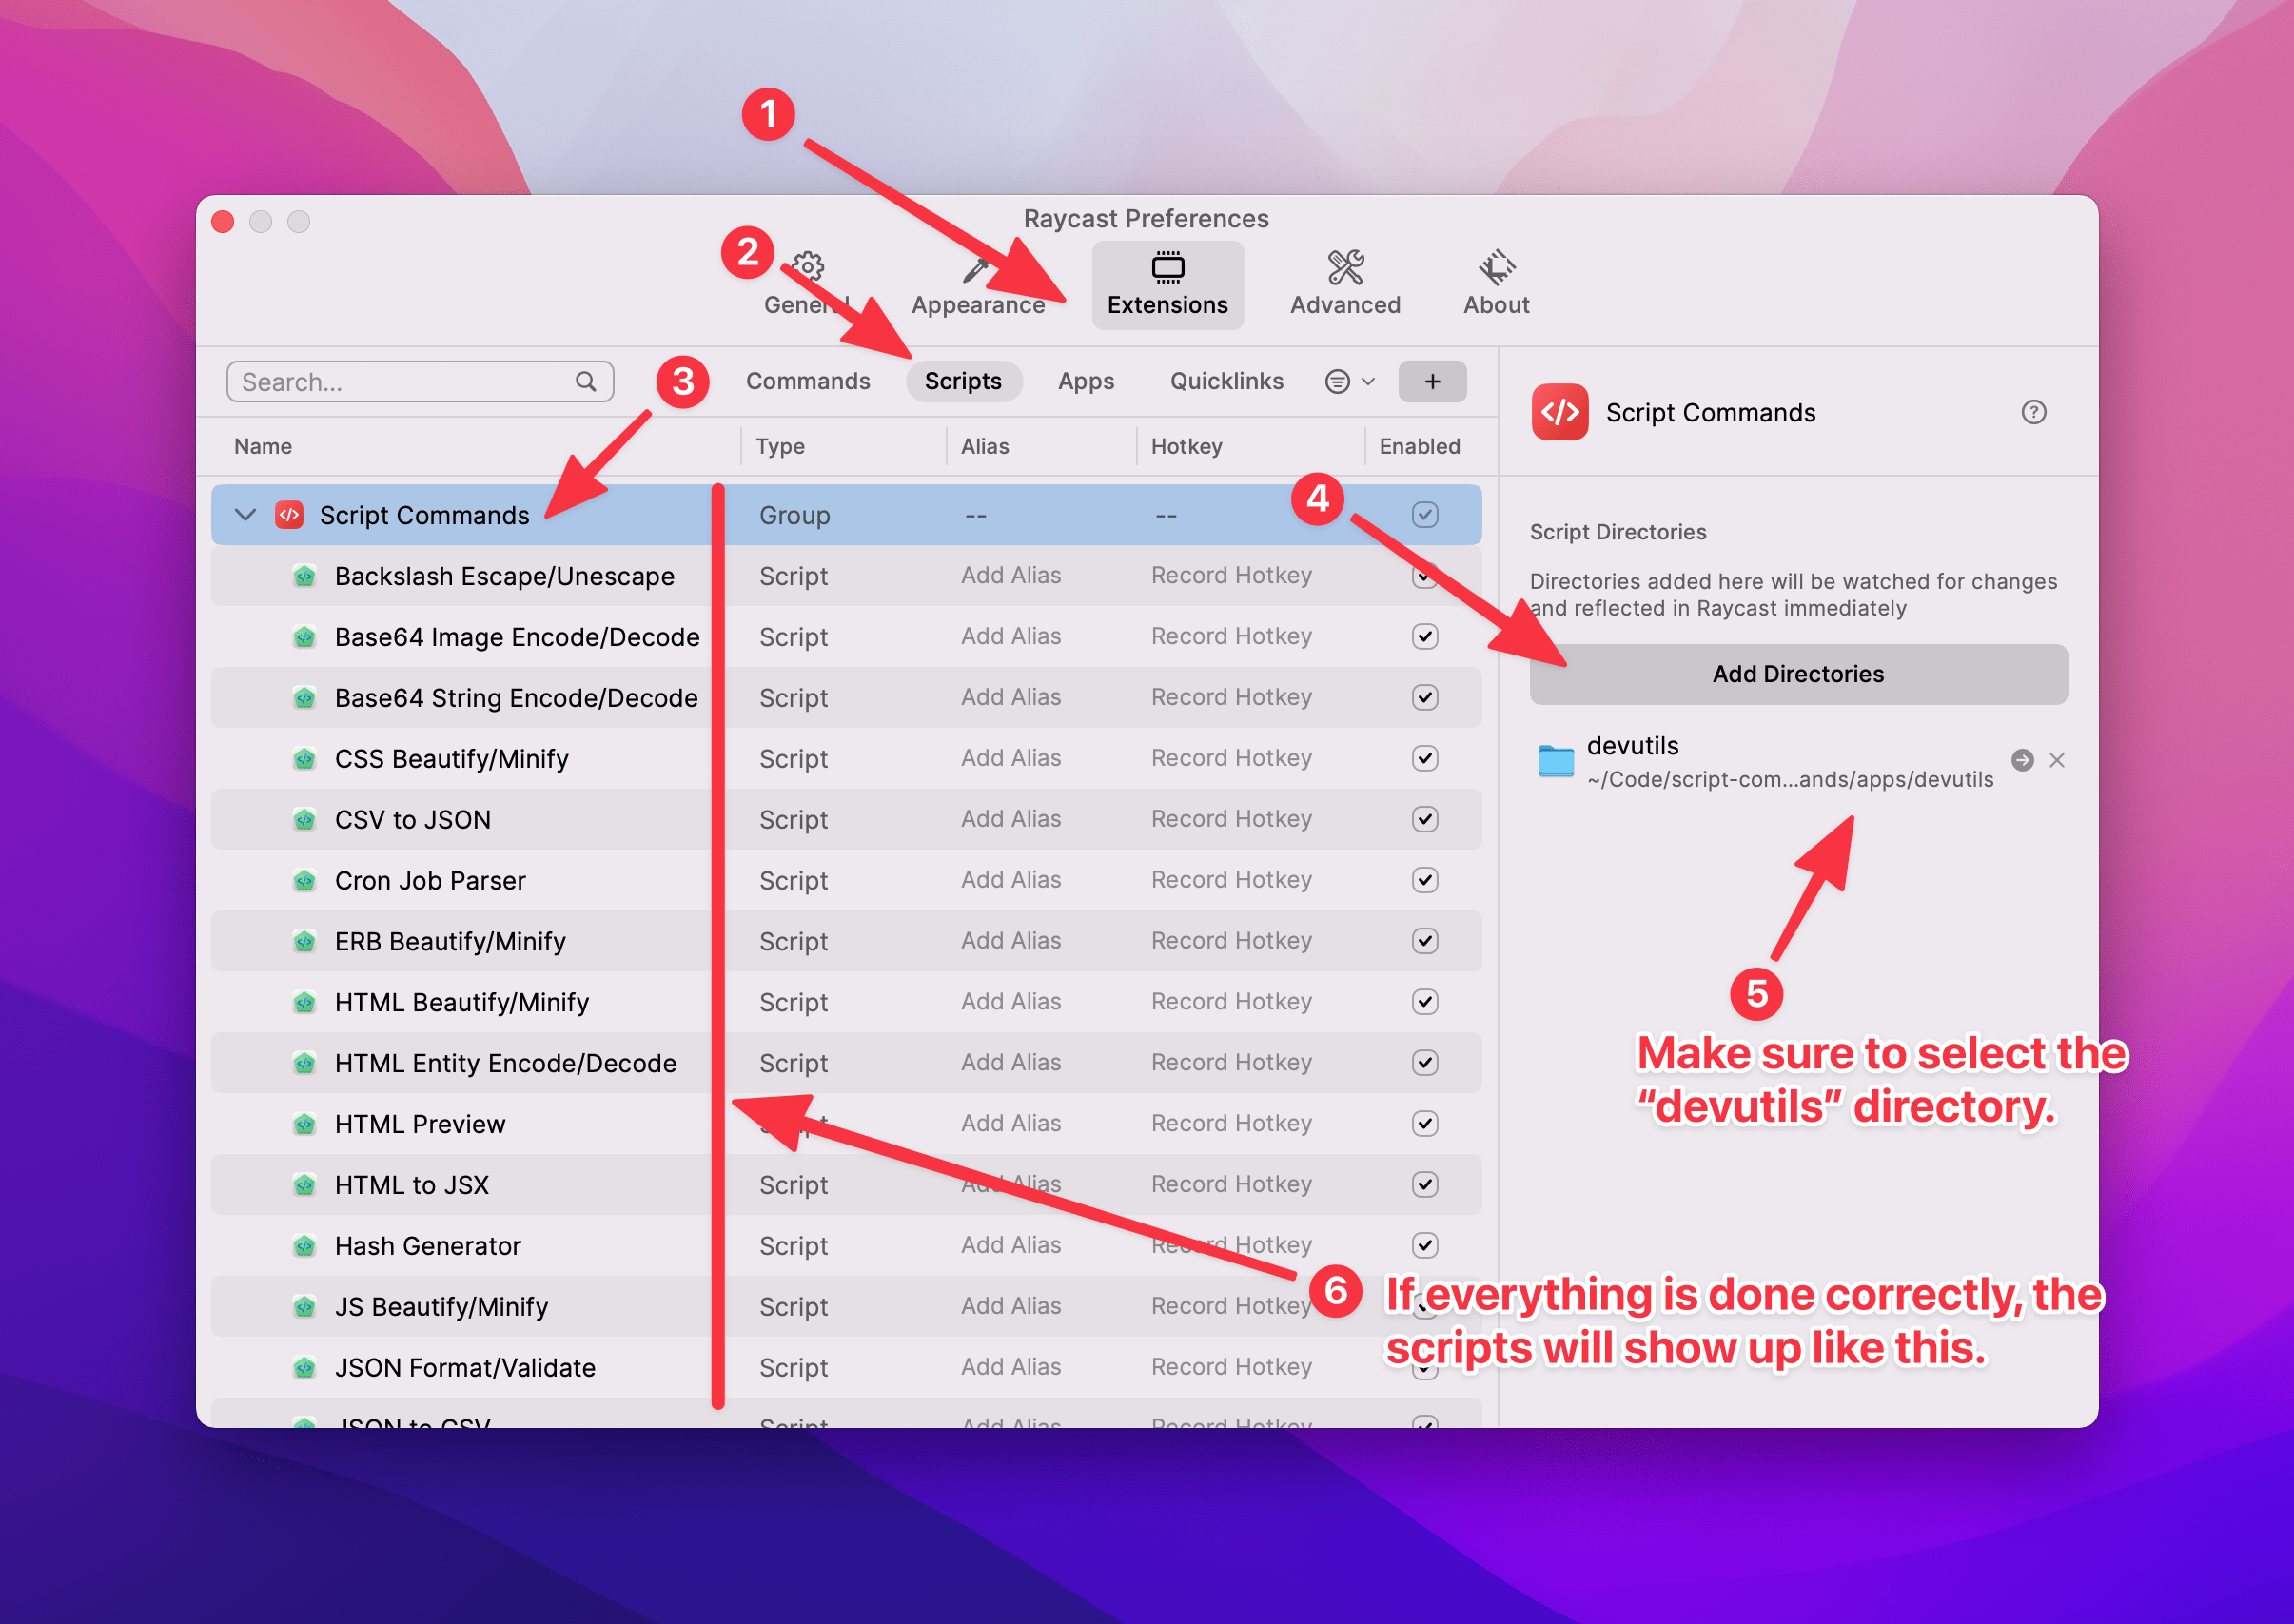 1
Raycast Preferences
2
General Appearance Extensions Advanced About
Search...
3
Commands Scripts Apps Quicklinks +
Script Commands ?
Name Type Alias Hotkey Enabled
Script Commands Group -- --
4
Script Directories
Directories added here will be watched for changes
and reflected in Raycast immediately
Add Directories
devutils
~/Code/script-com...ands/apps/devutils
5
Make sure to select the
“devutils” directory.
Backslash Escape/Unescape Script Add Alias Record Hotkey
Base64 Image Encode/Decode Script Add Alias Record Hotkey
Base64 String Encode/Decode Script Add Alias Record Hotkey
CSS Beautify/Minify Script Add Alias Record Hotkey
CSV to JSON Script Add Alias Record Hotkey
Cron Job Parser Script Add Alias Record Hotkey
ERB Beautify/Minify Script Add Alias Record Hotkey
HTML Beautify/Minify Script Add Alias Record Hotkey
HTML Entity Encode/Decode Script Add Alias Record Hotkey
HTML Preview Script Add Alias Record Hotkey
HTML to JSX Script Add Alias Record Hotkey
Hash Generator Script Add Alias Record Hotkey
JS Beautify/Minify Script Add Alias Record Hotkey
JSON Format/Validate Script Add Alias Record Hotkey
JSON to CSV Script Add Alias Record Hotkey
6
If everything is done correctly, the
scripts will show up like this.